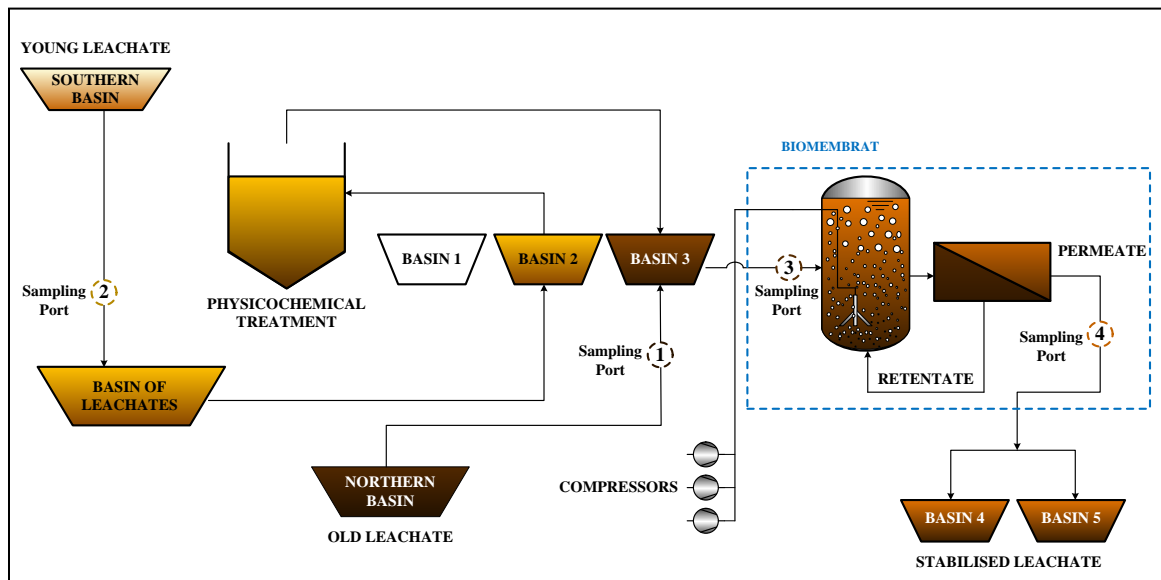 YOUNG LEACHATE
SOUTHERN
BASIN
2
Sampling
Port
BASIN OF
LEACHATES
PHYSICOCHEMICAL
TREATMENT
BASIN 1
BASIN 2
BASIN 3
1
Sampling
Port
NORTHERN
BASIN
OLD LEACHATE
COMPRESSORS
BIOMEMBRAT
3
Sampling
Port
PERMEATE
4
Sampling
Port
RETENTATE
BASIN 4
BASIN 5
STABILISED LEACHATE